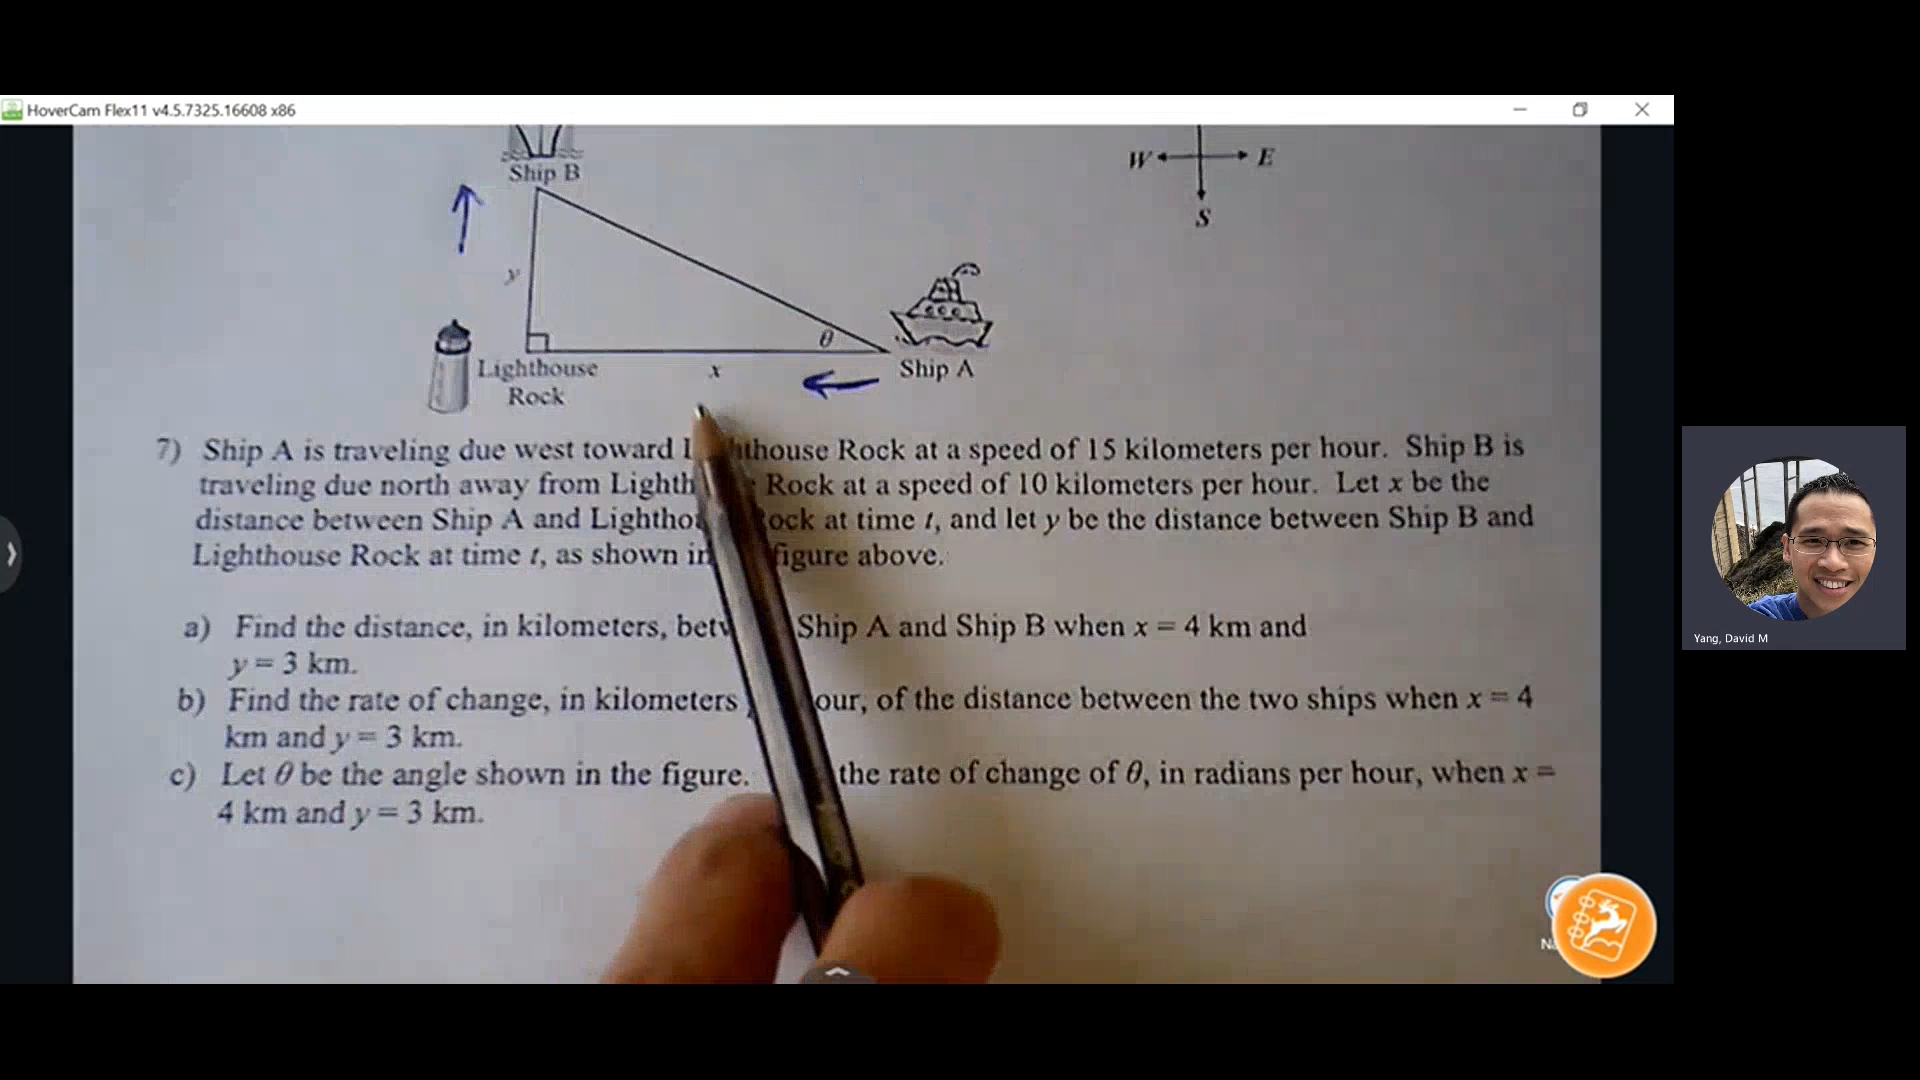 HoverCam Flex11 v4.5.7325.16608 x86
Ship B
W E
S
y
θ
Lighthouse
Rock
x
Ship A
7) Ship A is traveling due west toward Rock at a speed of 15 kilometers per hour. Ship B is
traveling due north away from Rock at a speed of 10 kilometers per hour. Let x be the
distance between Ship A and at time t, and let y be the distance between Ship B and
Lighthouse Rock at time t, as shown figure above.
a) Find the distance, in kilometers, Ship A and Ship B when x = 4 km and
y = 3 km.
b) Find the rate of change, in kilometers of the distance between the two ships when x = 4
km and y = 3 km.
c) Let θ be the angle shown in the figure. the rate of change of θ, in radians per hour, when x =
4 km and y = 3 km.
Yang, David M